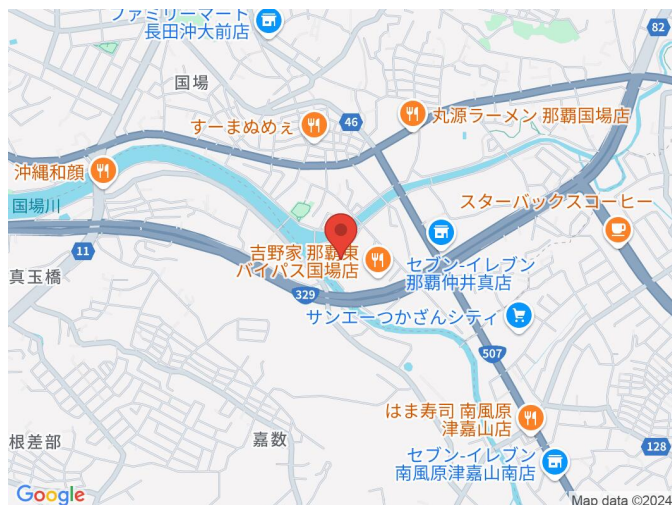 ファミリーマート
長田沖大前店
82
国場
46
丸源ラーメン 那覇国場店
すーまぬめぇ
沖縄和顔
国場川
スターバックスコーヒー
11
吉野家 那覇東
バイパス国場店
セブン-イレブン
那覇仲井真店
真玉橋
329
サンエーつかざんシティ
507
はま寿司 南風原
津嘉山店
嘉数
根差部
128
セブン-イレブン
南風原津嘉山南店
Google
Map data ©2024